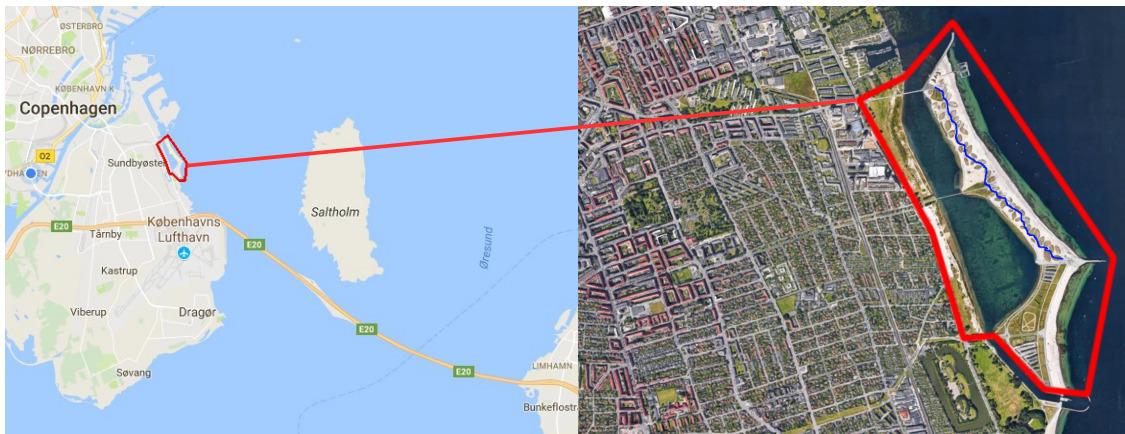 ØSTERBRO
NØRREBRO
KØBENHAVN K
Copenhagen
O2
Sundbyøster
E20
Tårnby
Københavns
Lufthavn
Kastrup
Viberup
Dragør
Søvang
Saltholm
Øresund
E20
E20
E20
LIMHAMN
Bunkeflostra